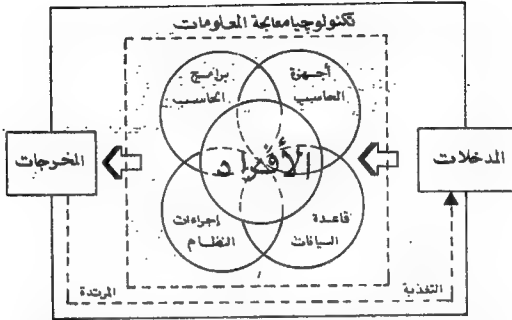 تكنولوجيا معالجة المعلومات
أجهزة
الحاسب
برامج
الحاسب
المدخلات
الأفراد
المخرجات
قاعدة
البيانات
إجراءات
النظام
التغذية
المرتدة